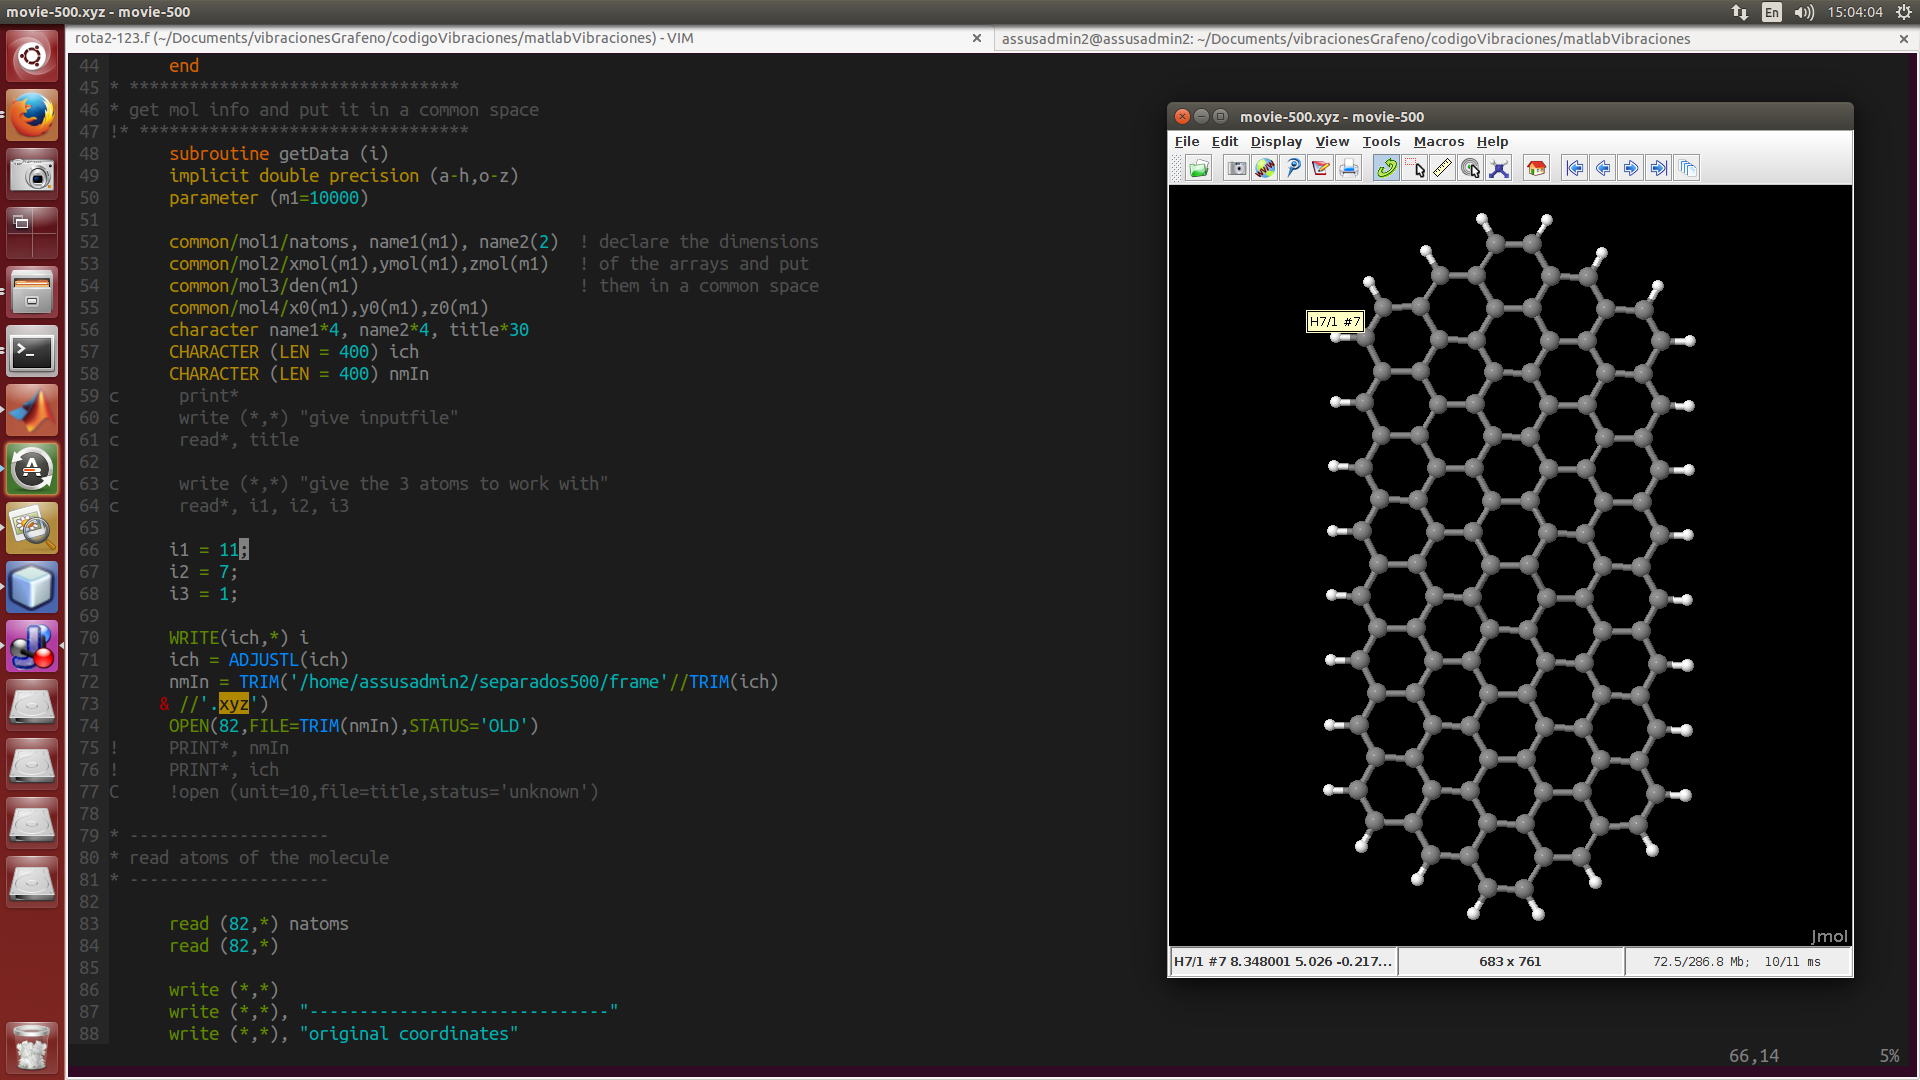 movie-500.xyz - movie-500
En
15:04:04
rota2-123.f (~/Documents/vibracionesGrafeno/codigoVibraciones/matlabVibraciones) - VIM
assusadmin2@assusadmin2: ~/Documents/vibracionesGrafeno/codigoVibraciones/matlabVibraciones
44       end
45 * *********************************
46 * get mol info and put it in a common space
47 !* *********************************
48       subroutine getData (i)
49       implicit double precision (a-h,o-z)
50       parameter (m1=10000)
51
52       common/mol1/natoms, name1(m1), name2(2)  ! declare the dimensions
53       common/mol2/xmol(m1),ymol(m1),zmol(m1)   ! of the arrays and put
54       common/mol3/den(m1)                      ! them in a common space
55       common/mol4/x0(m1),y0(m1),z0(m1)
56       character name1*4, name2*4, title*30
57       CHARACTER (LEN = 400) ich
58       CHARACTER (LEN = 400) nmIn
59 c      print*
60 c      write (*,*) "give inputfile"
61 c      read*, title
62
63 c      write (*,*) "give the 3 atoms to work with"
64 c      read*, i1, i2, i3
65
66       i1 = 11;
67       i2 = 7;
68       i3 = 1;
69
70       WRITE(ich,*) i
71       ich = ADJUSTL(ich)
72       nmIn = TRIM('/home/assusadmin2/separados500/frame'//TRIM(ich)
73      & //'.xyz')
74       OPEN(82,FILE=TRIM(nmIn),STATUS='OLD')
75 !     PRINT*, nmIn
76 !     PRINT*, ich
77 C     !open (unit=10,file=title,status='unknown')
78
79 * --------------------
80 * read atoms of the molecule
81 * --------------------
82
83       read (82,*) natoms
84       read (82,*)
85
86       write (*,*)
87       write (*,*), "------------------------------"
88       write (*,*), "original coordinates"
66,14
5%
movie-500.xyz - movie-500
File Edit Display View Tools Macros Help
H7/1 #7
Jmol
H7/1 #7 8.348001 5.026 -0.217...
683 x 761
72.5/286.8 Mb;   10/11 ms